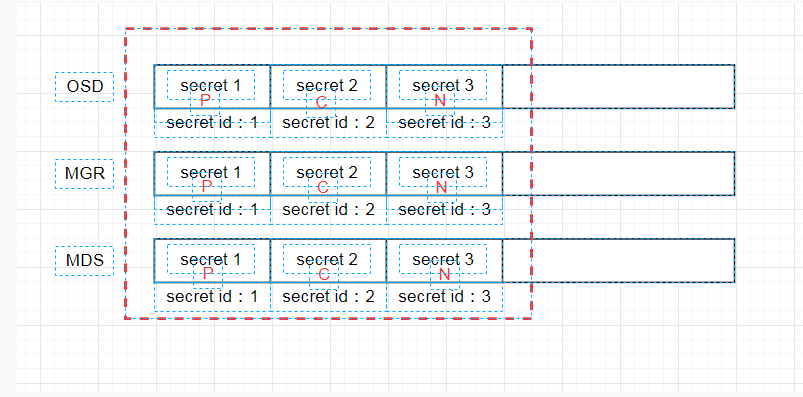 OSD secret 1 secret 2 secret 3
P C N
secret id：1 secret id：2 secret id：3
MGR secret 1 secret 2 secret 3
P C N
secret id：1 secret id：2 secret id：3
MDS secret 1 secret 2 secret 3
P C N
secret id：1 secret id：2 secret id：3